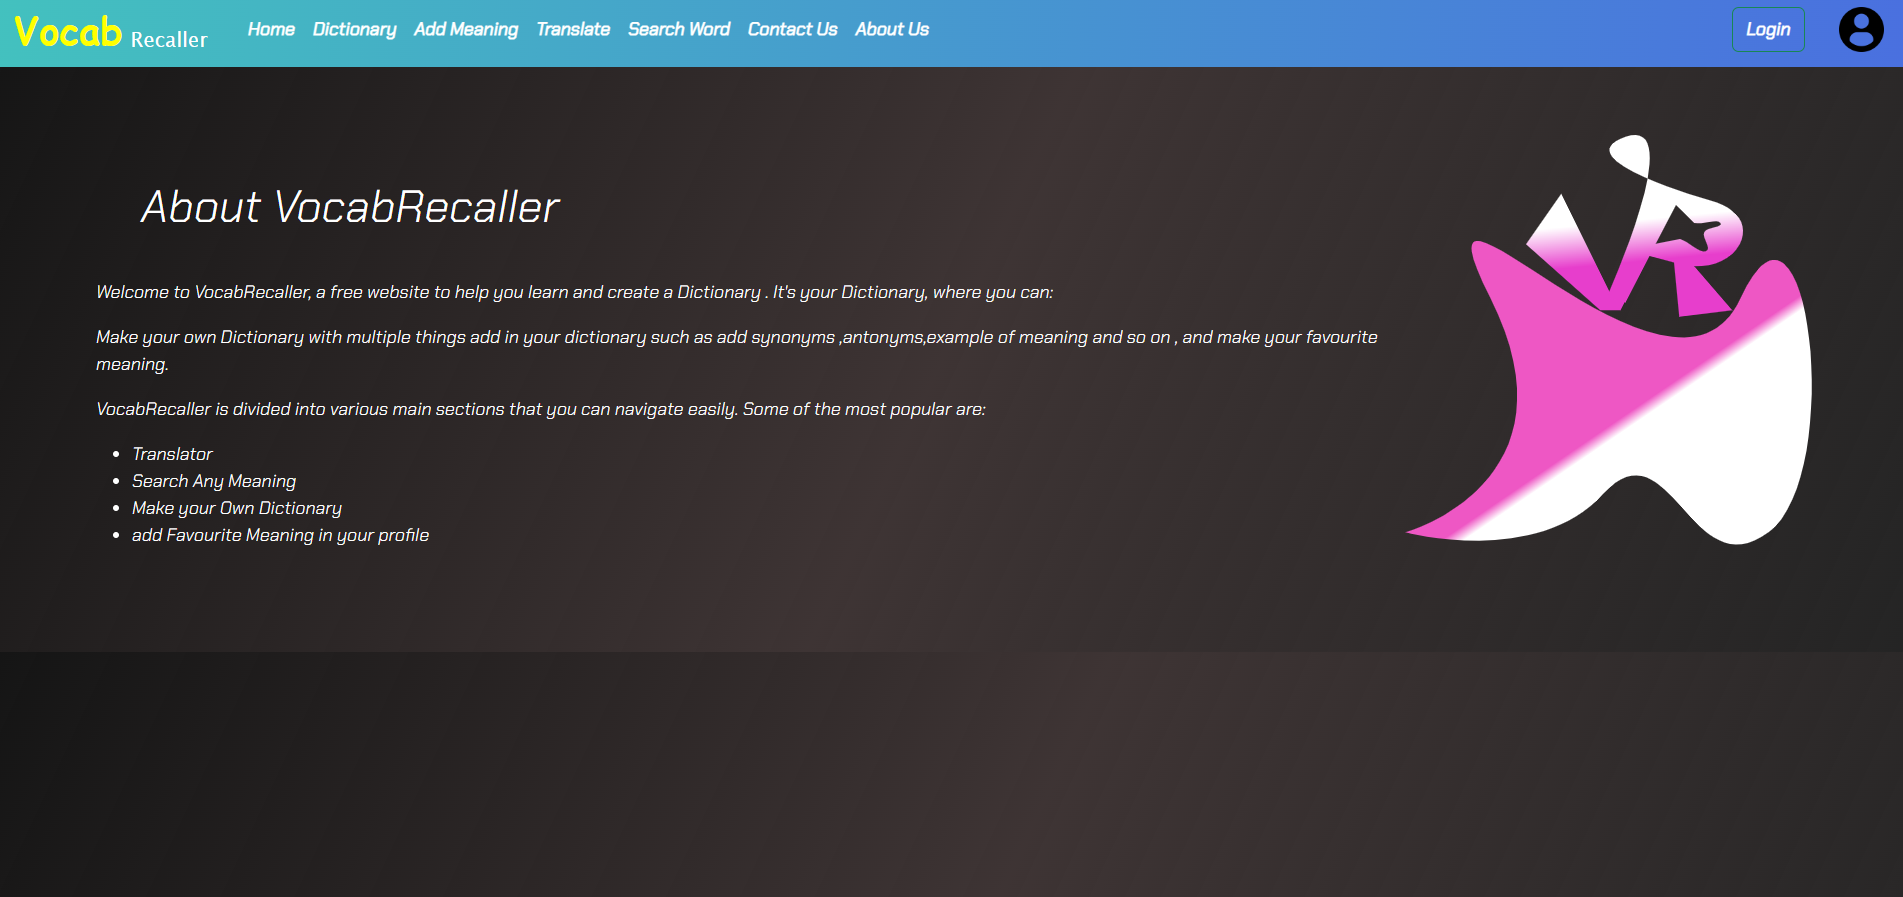 Vocab Recaller
Home Dictionary Add Meaning Translate Search Word Contact Us About Us
Login
VR
About VocabRecaller
Welcome to VocabRecaller, a free website to help you learn and create a Dictionary . It's your Dictionary, where you can:
Make your own Dictionary with multiple things add in your dictionary such as add synonyms ,antonyms,example of meaning and so on , and make your favourite
meaning.
VocabRecaller is divided into various main sections that you can navigate easily. Some of the most popular are:
Translator
Search Any Meaning
Make your Own Dictionary
add Favourite Meaning in your profile